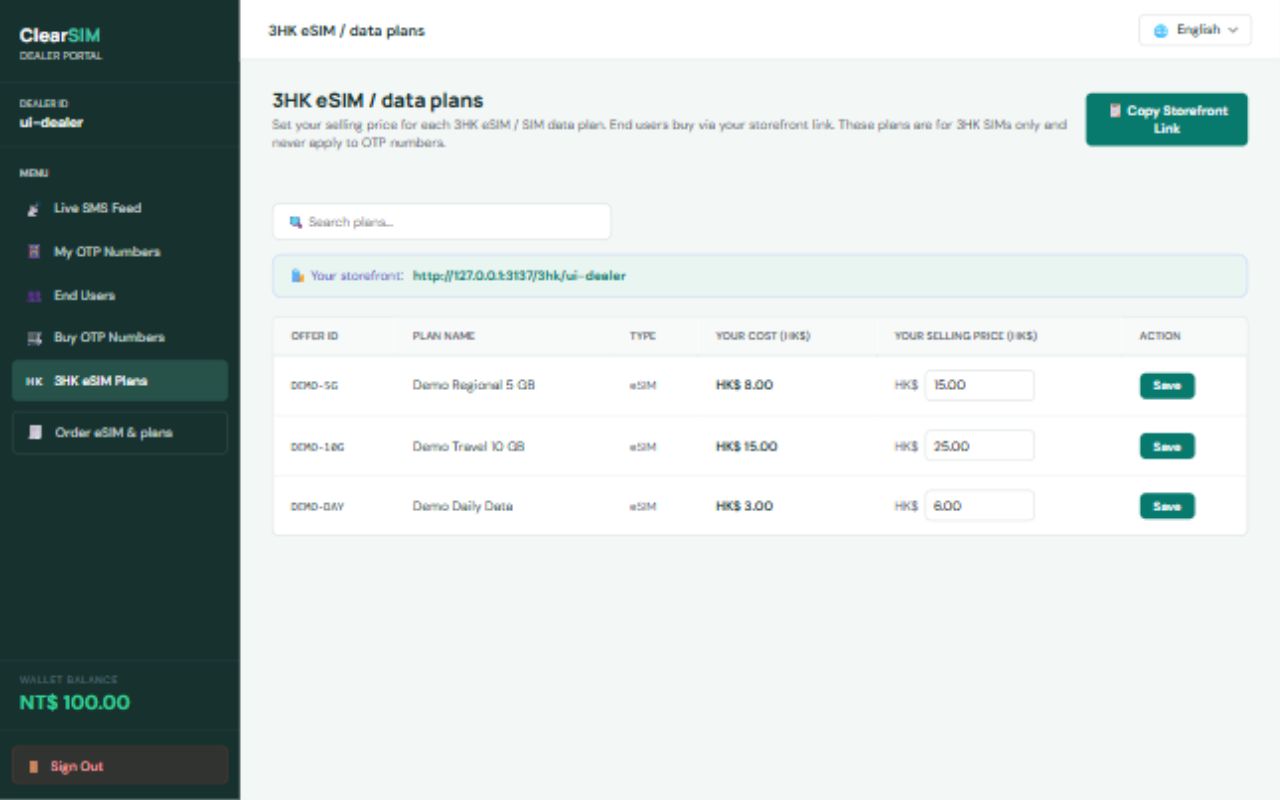 ClearSIM
DEALER PORTAL
DEALER ID
ui-dealer
MENU
Live SMS Feed
My OTP Numbers
End Users
Buy OTP Numbers
HK 3HK eSIM Plans
Order eSIM & plans
WALLET BALANCE
NT$ 100.00
Sign Out
3HK eSIM / data plans
English
3HK eSIM / data plans
Set your selling price for each 3HK eSIM / SIM data plan. End users buy via your storefront link. These plans are for 3HK SIMs only and
never apply to OTP numbers.
Copy Storefront
Link
Search plans...
Your storefront: http://127.0.0.1:3137/3hk/ui-dealer
OFFER ID PLAN NAME TYPE YOUR COST (HK$) YOUR SELLING PRICE (HK$) ACTION
DEMO-5G Demo Regional 5 GB eSIM HK$ 8.00 HK$ 15.00 Save
DEMO-10G Demo Travel 10 GB eSIM HK$ 15.00 HK$ 25.00 Save
DEMO-DAY Demo Daily Data eSIM HK$ 3.00 HK$ 6.00 Save